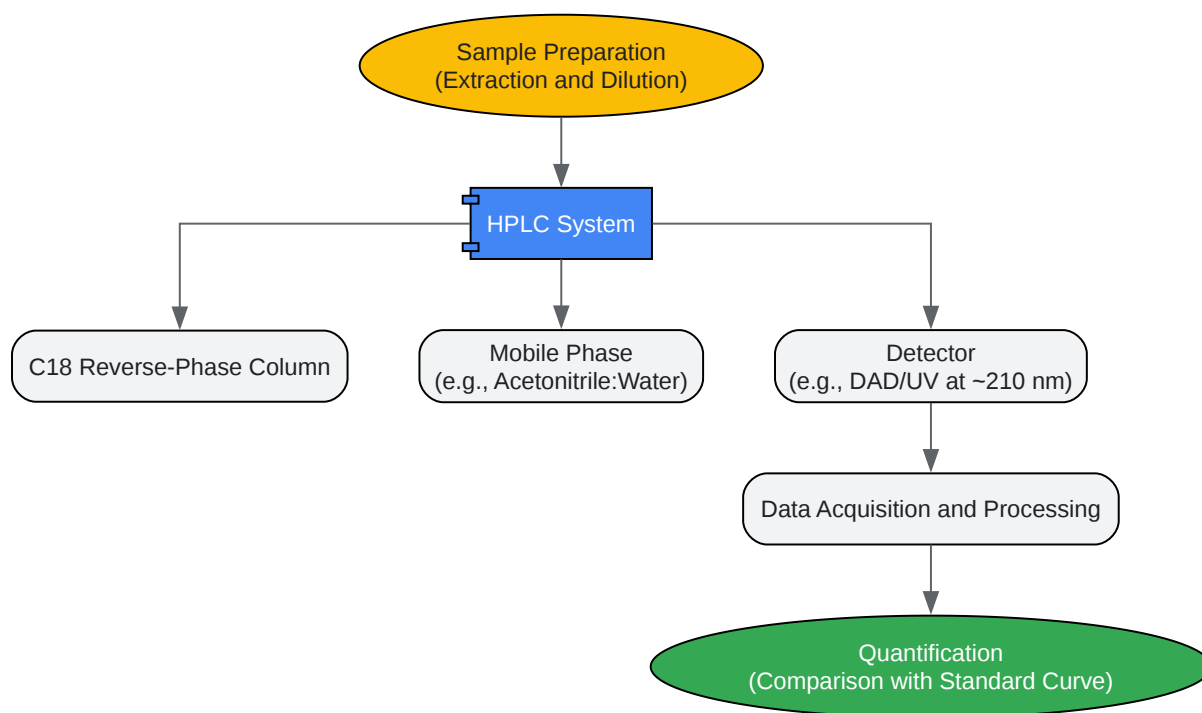 Sample Preparation
(Extraction and Dilution)
HPLC System
C18 Reverse-Phase Column
Mobile Phase
(e.g., Acetonitrile:Water)
Detector
(e.g., DAD/UV at ~210 nm)
Data Acquisition and Processing
Quantification
(Comparison with Standard Curve)